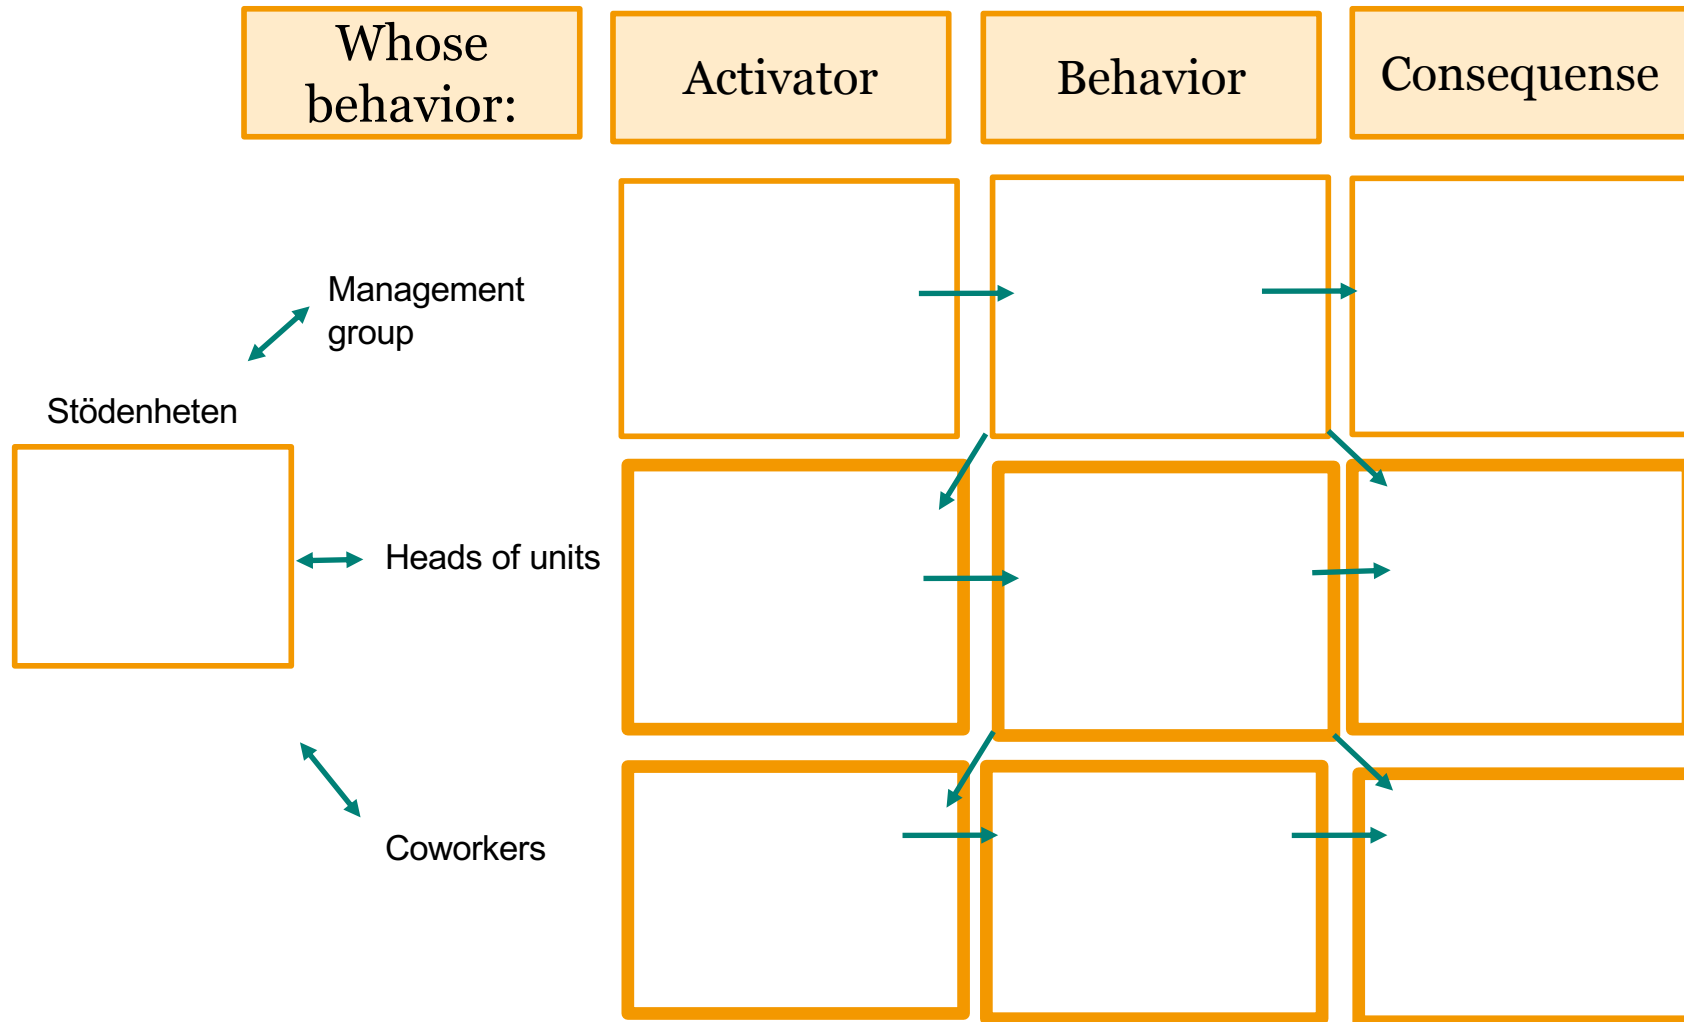 Whose
behavior:
Activator
Behavior
Consequense
Management
group
Stödenheten
Heads of units
Coworkers